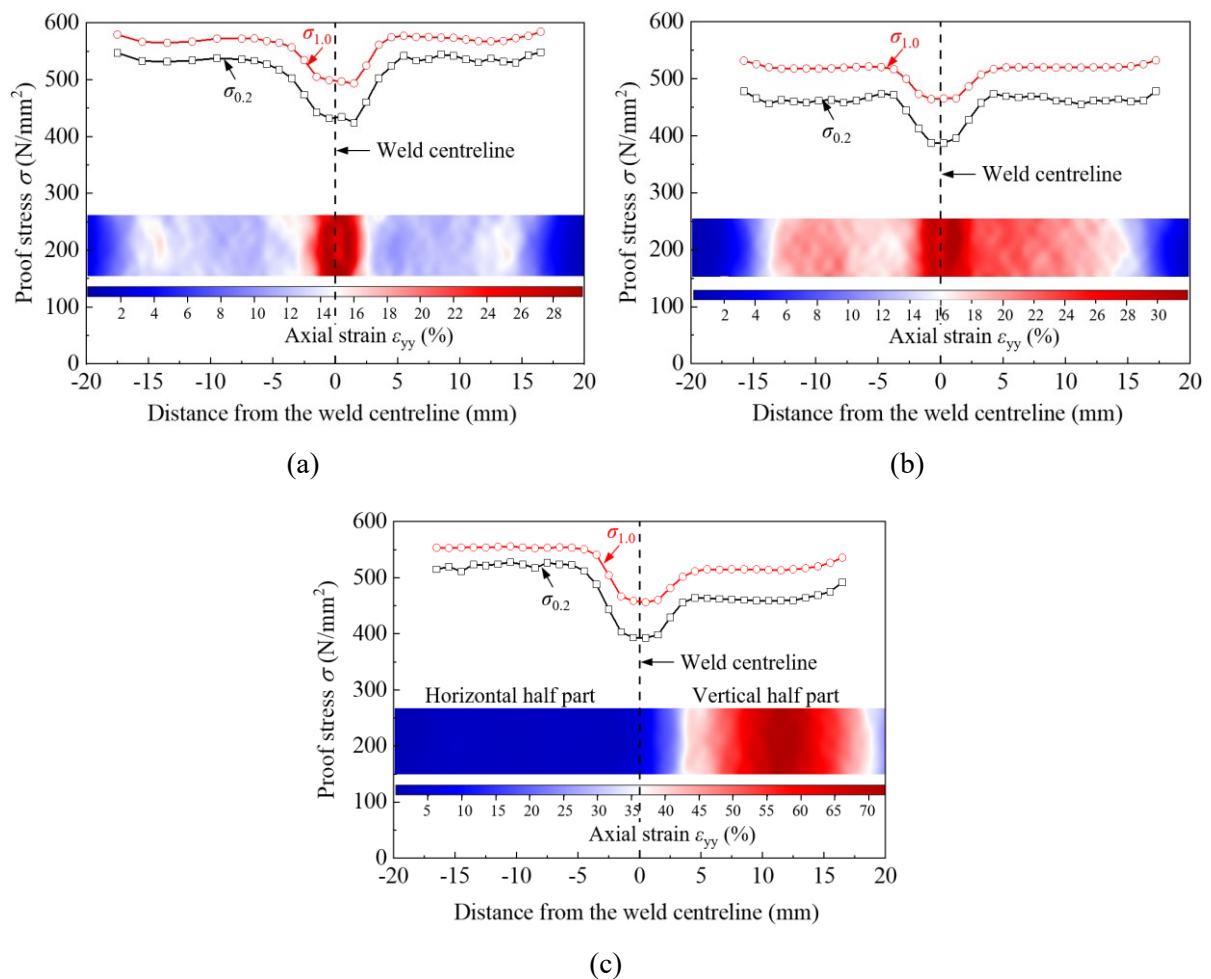 600
500
400
300
200
100
0
Proof stress σ (N/mm²)
σ1.0
σ0.2
Weld centreline
2 4 6 8 10 12 14 16 18 20 22 24 26 28
Axial strain εyy (%)
-20 -15 -10 -5 0 5 10 15 20
Distance from the weld centreline (mm)
(a)
600
500
400
300
200
100
0
Proof stress σ (N/mm²)
σ1.0
σ0.2
Weld centreline
2 4 6 8 10 12 14 16 18 20 22 24 26 28 30
Axial strain εyy (%)
-20 -15 -10 -5 0 5 10 15 20
Distance from the weld centreline (mm)
(b)
600
500
400
300
200
100
0
Proof stress σ (N/mm²)
σ1.0
σ0.2
Weld centreline
Horizontal half part Vertical half part
5 10 15 20 25 30 35 40 45 50 55 60 65 70
Axial strain εyy (%)
-20 -15 -10 -5 0 5 10 15 20
Distance from the weld centreline (mm)
(c)